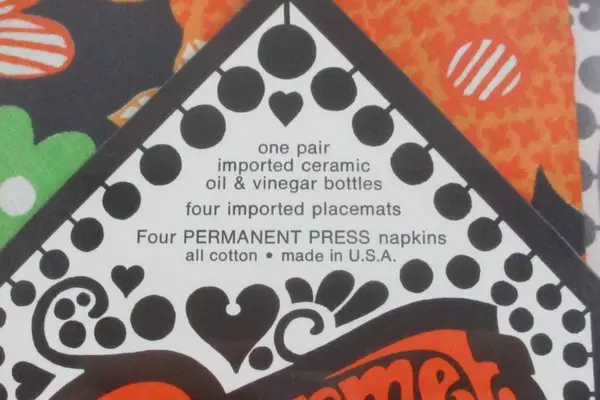 one pair
imported ceramic
oil & vinegar bottles
four imported placemats
Four PERMANENT PRESS napkins
all cotton • made in U.S.A.